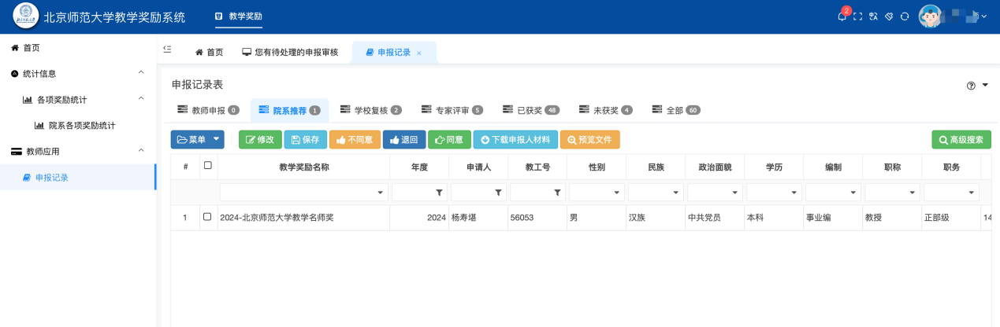 北京师范大学教学奖励系统
教学奖励
2
首页
统计信息
各项奖励统计
院系各项奖励统计
教师应用
申报记录
首页
您有待处理的申报审核
申报记录 ×
申报记录表
教师申报 0
院系推荐 1
学校复核 2
专家评审 5
已获奖 48
未获奖 4
全部 60
菜单
修改
保存
不同意
退回
同意
下载申报人材料
预览文件
高级搜索
# 教学奖励名称 年度 申请人 教工号 性别 民族 政治面貌 学历 编制 职称 职务
1 2024-北京师范大学教学名师奖 2024 杨寿堪 56053 男 汉族 中共党员 本科 事业编 教授 正部级 14